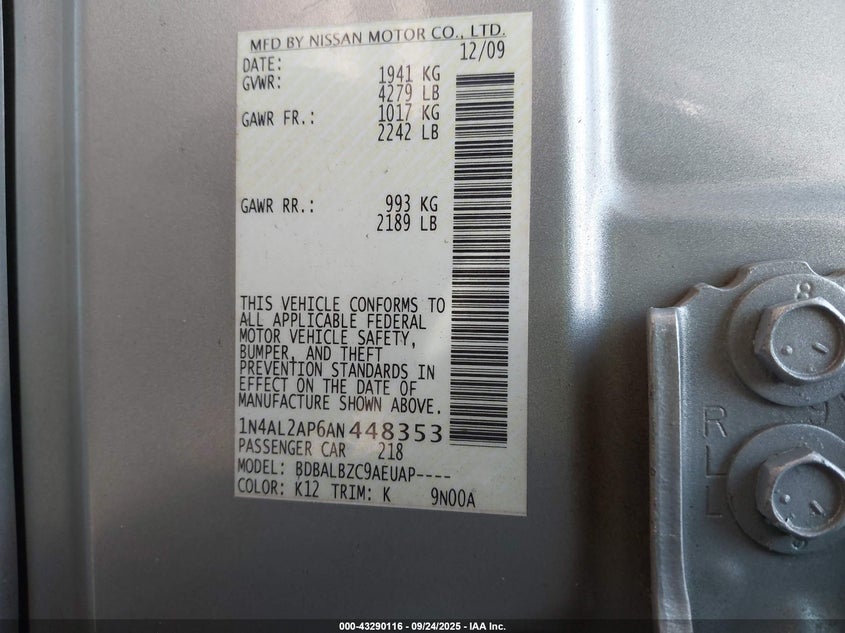 MFD BY NISSAN MOTOR CO., LTD.
DATE: 12/09
GVWR: 1941 KG
4279 LB
GAWR FR.: 1017 KG
2242 LB
GAWR RR.: 993 KG
2189 LB
THIS VEHICLE CONFORMS TO
ALL APPLICABLE FEDERAL
MOTOR VEHICLE SAFETY,
BUMPER, AND THEFT
PREVENTION STANDARDS IN
EFFECT ON THE DATE OF
MANUFACTURE SHOWN ABOVE.
1N4AL2AP6AN448353
PASSENGER CAR 218
MODEL: BDBALBZC9AEUAP----
COLOR: K12 TRIM: K 9N00A
8
RLL
9
000-43290116 - 09/24/2025 - IAA Inc.